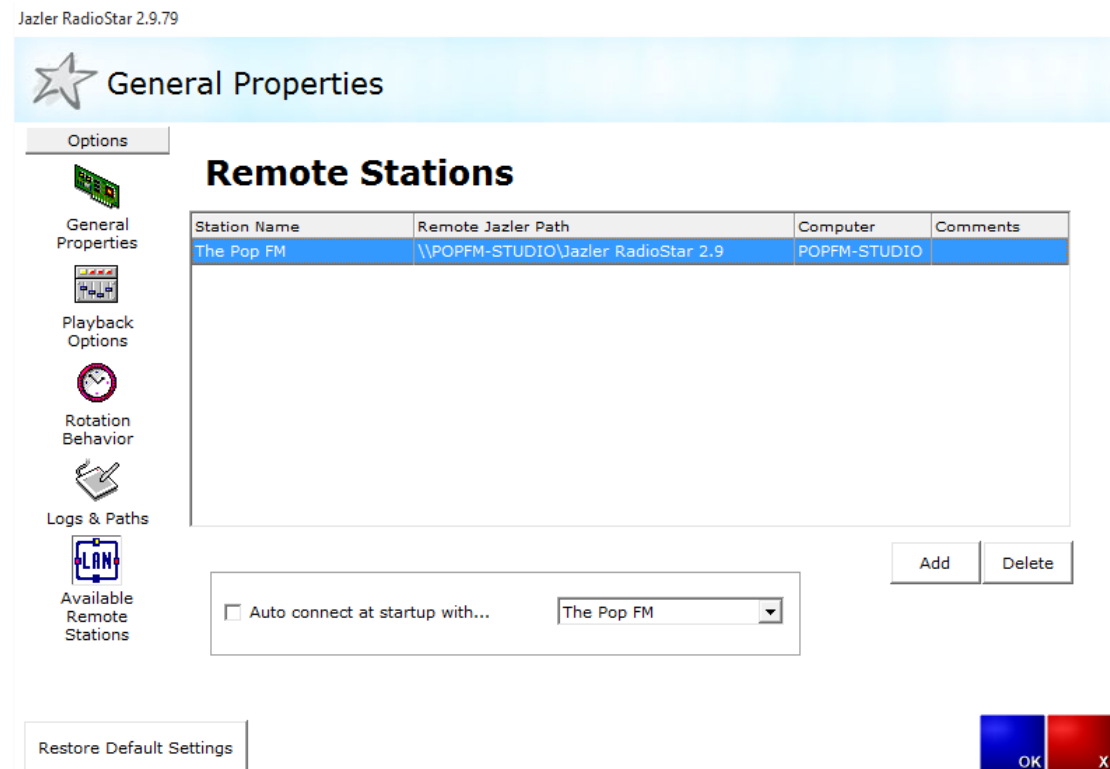 Jazler RadioStar 2.9.79
General Properties
Options
General
Properties
Playback
Options
Rotation
Behavior
Logs & Paths
LAN
Available
Remote
Stations
Remote Stations
Station Name Remote Jazler Path Computer Comments
The Pop FM \\POPFM-STUDIO\Jazler RadioStar 2.9 POPFM-STUDIO
Add Delete
Auto connect at startup with... The Pop FM
Restore Default Settings
OK X